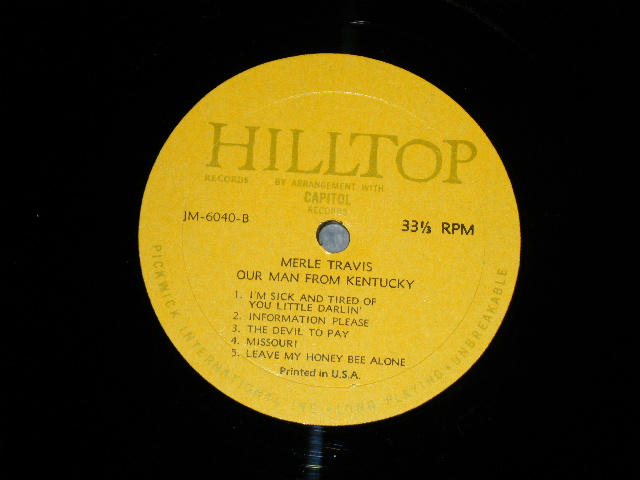 HILLTOP
RECORDS
BY ARRANGEMENT WITH
CAPITOL
RECORDS
JM-6040-B
33⅓ RPM
MERLE TRAVIS
OUR MAN FROM KENTUCKY
1. I'M SICK AND TIRED OF
YOU LITTLE DARLIN'
2. INFORMATION PLEASE
3. THE DEVIL TO PAY
4. MISSOURI
5. LEAVE MY HONEY BEE ALONE
Printed in U.S.A.
PICKWICK INTERNATIONAL, INC. • LONG PLAYING • UNBREAKABLE